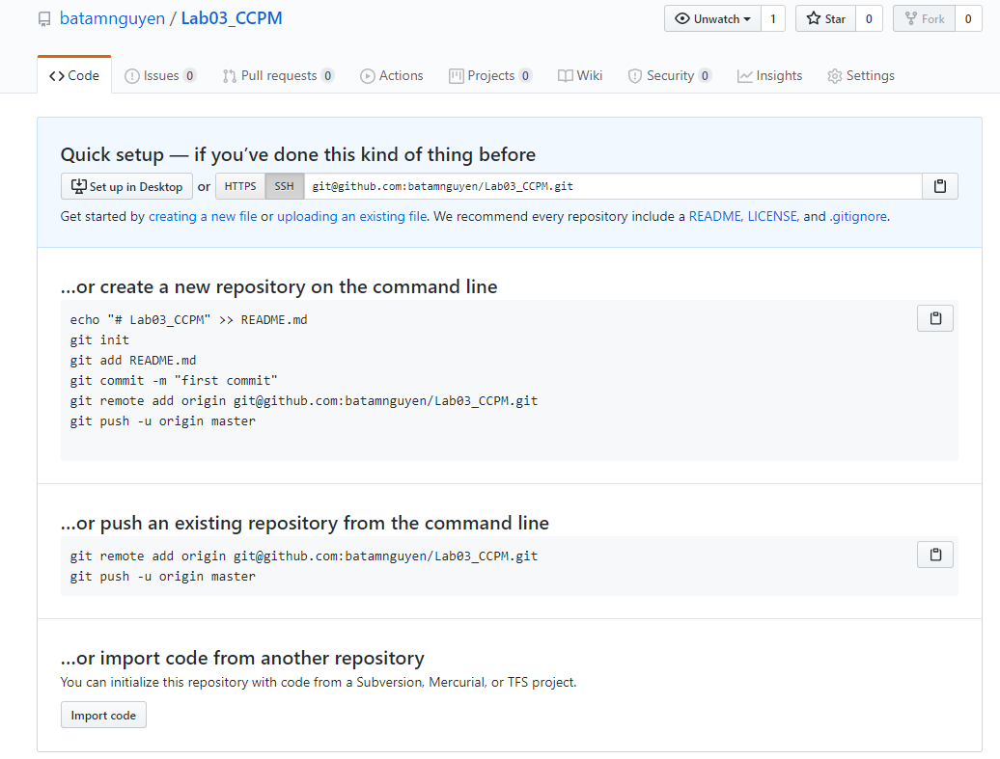 batamnguyen / Lab03_CCPM
Unwatch 1 Star 0 Fork 0
Code Issues 0 Pull requests 0 Actions Projects 0 Wiki Security 0 Insights Settings
Quick setup — if you’ve done this kind of thing before
Set up in Desktop or HTTPS SSH git@github.com:batamnguyen/Lab03_CCPM.git
Get started by creating a new file or uploading an existing file. We recommend every repository include a README, LICENSE, and .gitignore.
…or create a new repository on the command line
echo "# Lab03_CCPM" >> README.md
git init
git add README.md
git commit -m "first commit"
git remote add origin git@github.com:batamnguyen/Lab03_CCPM.git
git push -u origin master
…or push an existing repository from the command line
git remote add origin git@github.com:batamnguyen/Lab03_CCPM.git
git push -u origin master
…or import code from another repository
You can initialize this repository with code from a Subversion, Mercurial, or TFS project.
Import code